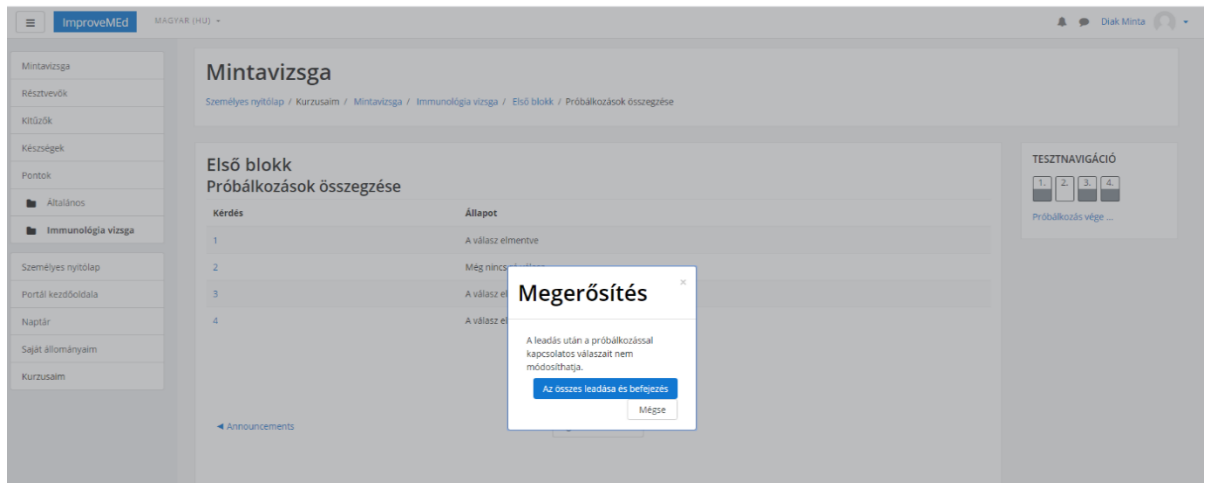 ImproveMEd
MAGYAR (HU)
Diak Minta
Mintavizsga
Résztvevők
Kitűzők
Készségek
Pontok
Általános
Immunológia vizsga
Személyes nyitólap
Portál kezdőoldala
Naptár
Saját állományaim
Kurzusaim
Mintavizsga
Személyes nyitólap / Kurzusaim / Mintavizsga / Immunológia vizsga / Első blokk / Próbálkozások összegzése
Első blokk
Próbálkozások összegzése
Kérdés Állapot
1 A válasz elmentve
2 Még nincs
3 A válasz
4 A válasz
◄ Announcements
Megerősítés ×
A leadás után a próbálkozással
kapcsolatos válaszait nem
módosíthatja.
Az összes leadása és befejezés
Mégse
TESZTNAVIGÁCIÓ
1. 2. 3. 4.
Próbálkozás vége ...